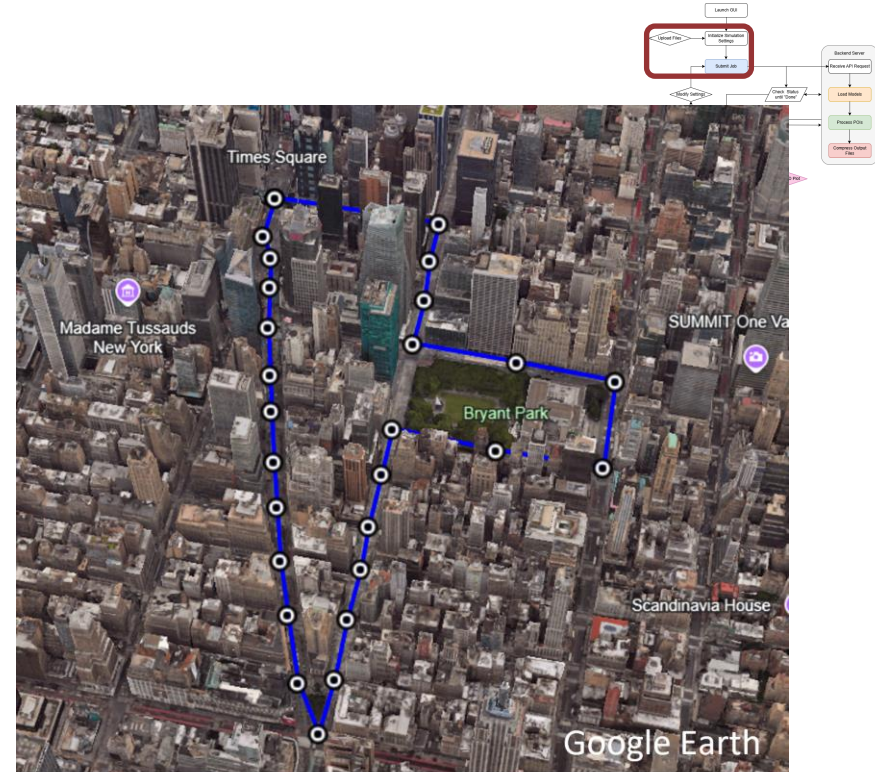 Launch GUI
Upload Files
Initialize Simulation
Settings
Submit Job
Modify Settings
Check Status
until "Done"
Backend Server
Receive API Request
Load Models
Process POIs
Compress Output
Files
Times Square
Madame Tussauds
New York
SUMMIT One Va
Bryant Park
Scandinavia House
Google Earth